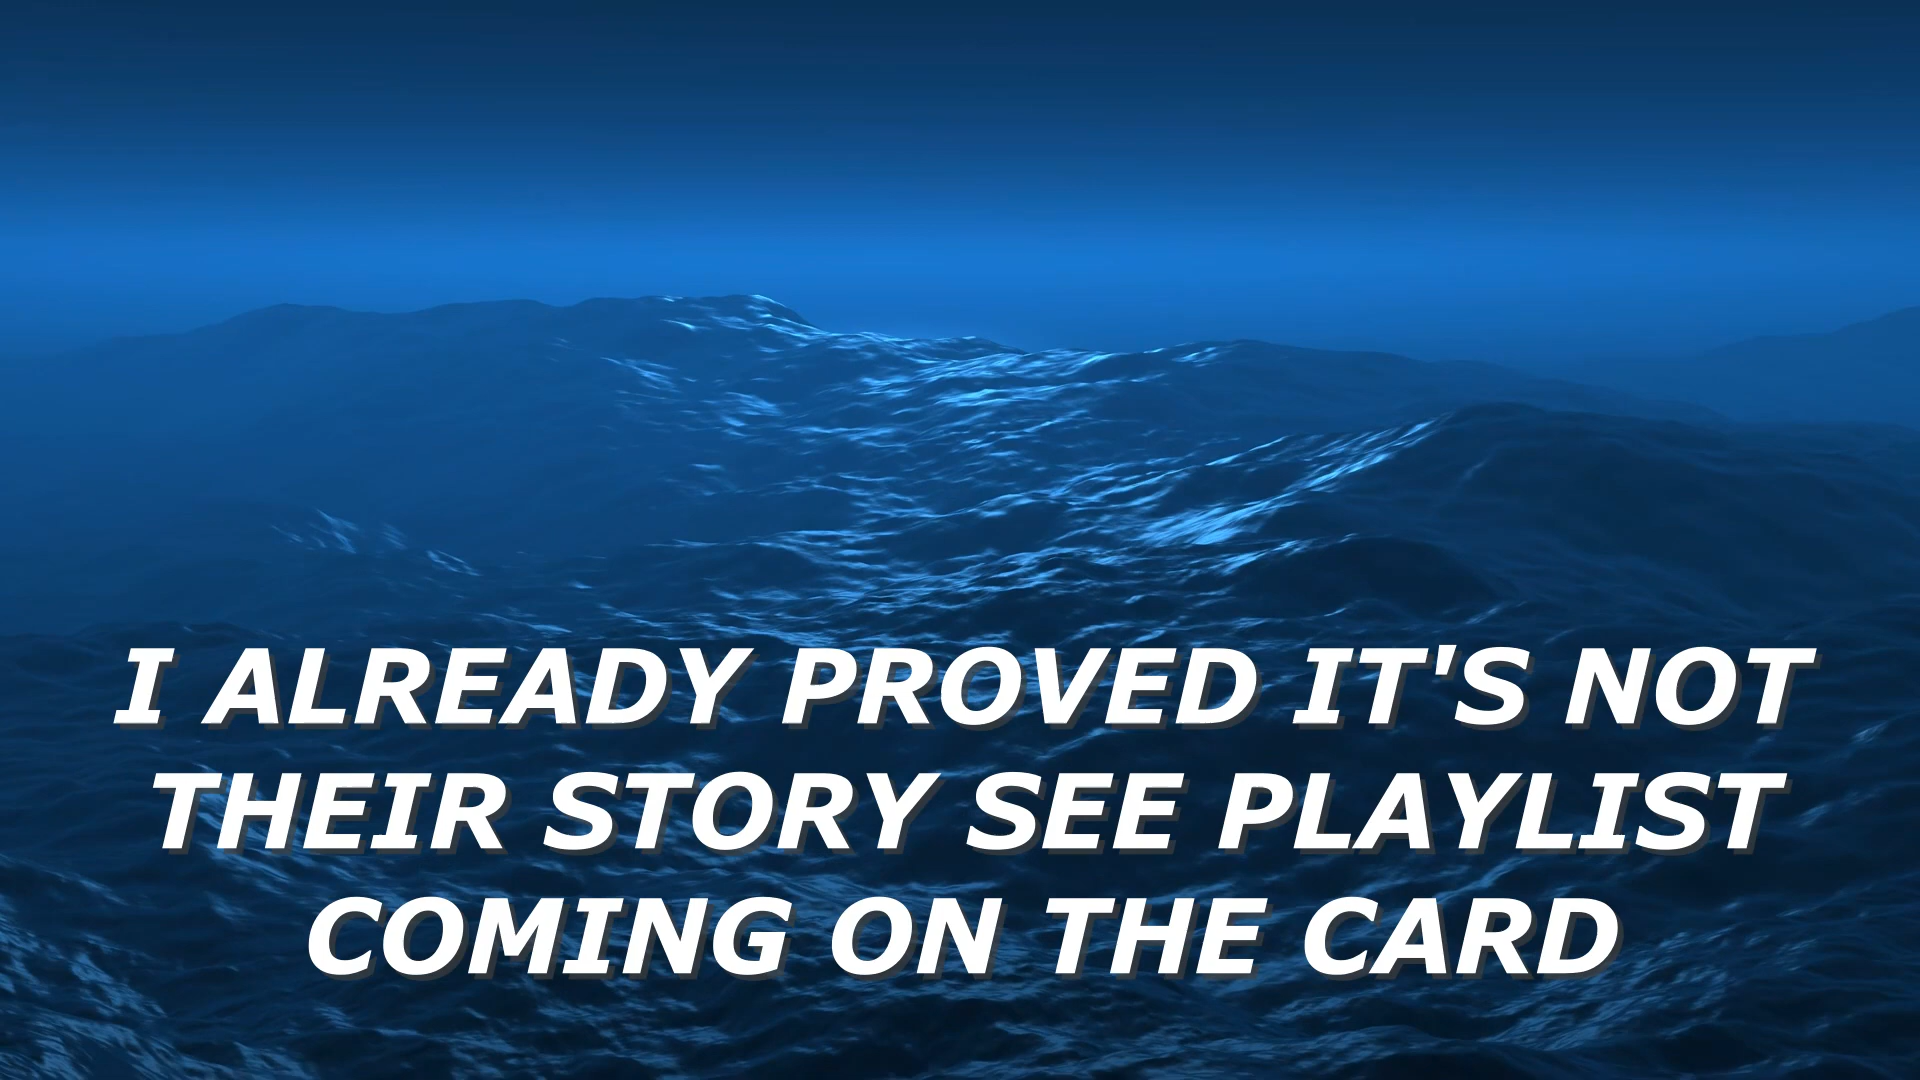 I ALREADY PROVED IT'S NOT
THEIR STORY SEE PLAYLIST
COMING ON THE CARD